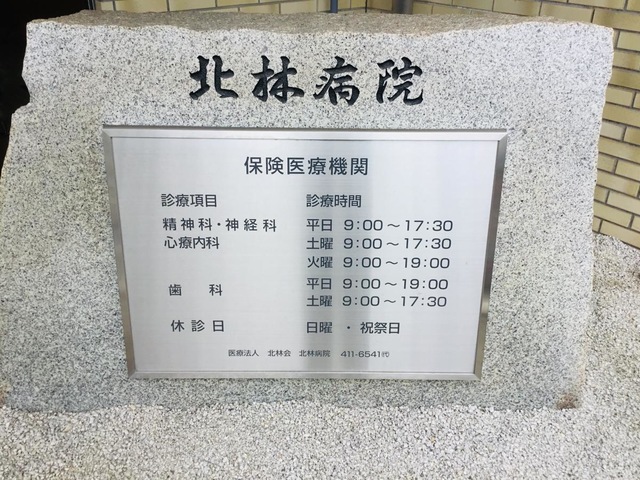 北林病院
保険医療機関
診療項目 診療時間
精神科・神経科 平日 9:00～17:30
心療内科 土曜 9:00～17:30
火曜 9:00～19:00
歯科 平日 9:00～19:00
土曜 9:00～17:30
休診日 日曜・祝祭日
医療法人 北林会 北林病院 411-6541㈹